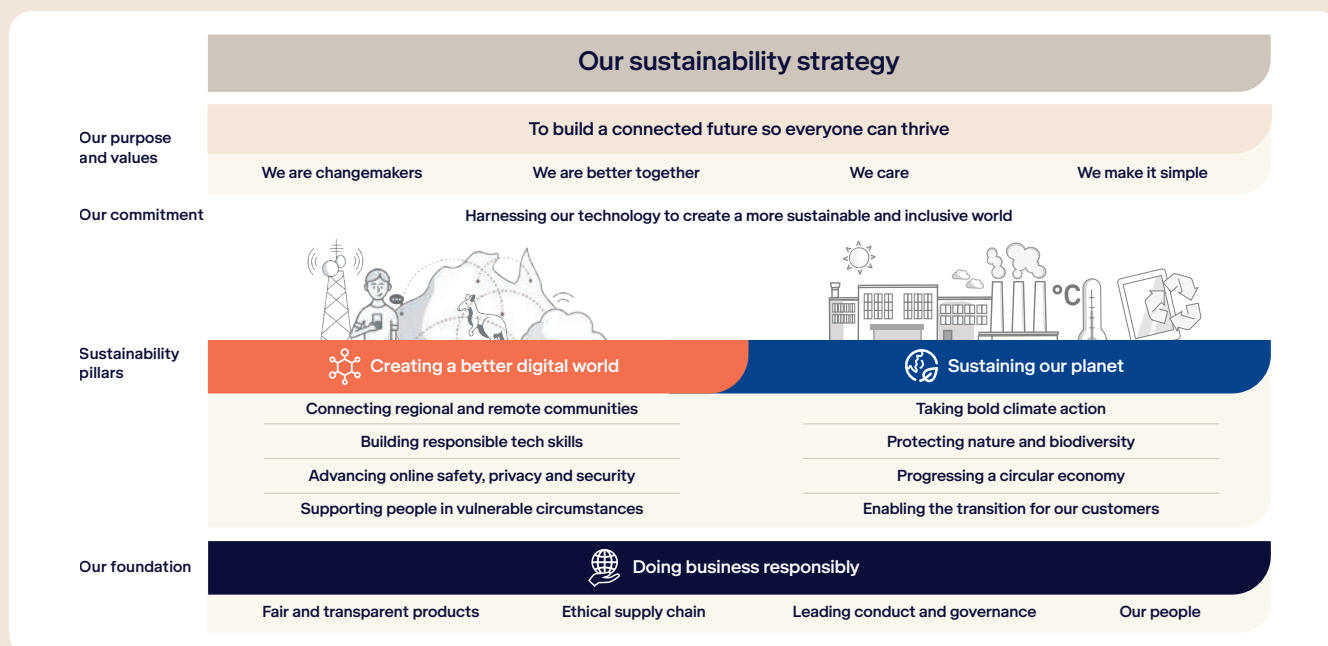 Our sustainability strategy
Our purpose
and values
To build a connected future so everyone can thrive
We are changemakers
We are better together
We care
We make it simple
Our commitment
Harnessing our technology to create a more sustainable and inclusive world
°C
Sustainability
pillars
Creating a better digital world
Connecting regional and remote communities
Building responsible tech skills
Advancing online safety, privacy and security
Supporting people in vulnerable circumstances
Sustaining our planet
Taking bold climate action
Protecting nature and biodiversity
Progressing a circular economy
Enabling the transition for our customers
Our foundation
Doing business responsibly
Fair and transparent products
Ethical supply chain
Leading conduct and governance
Our people